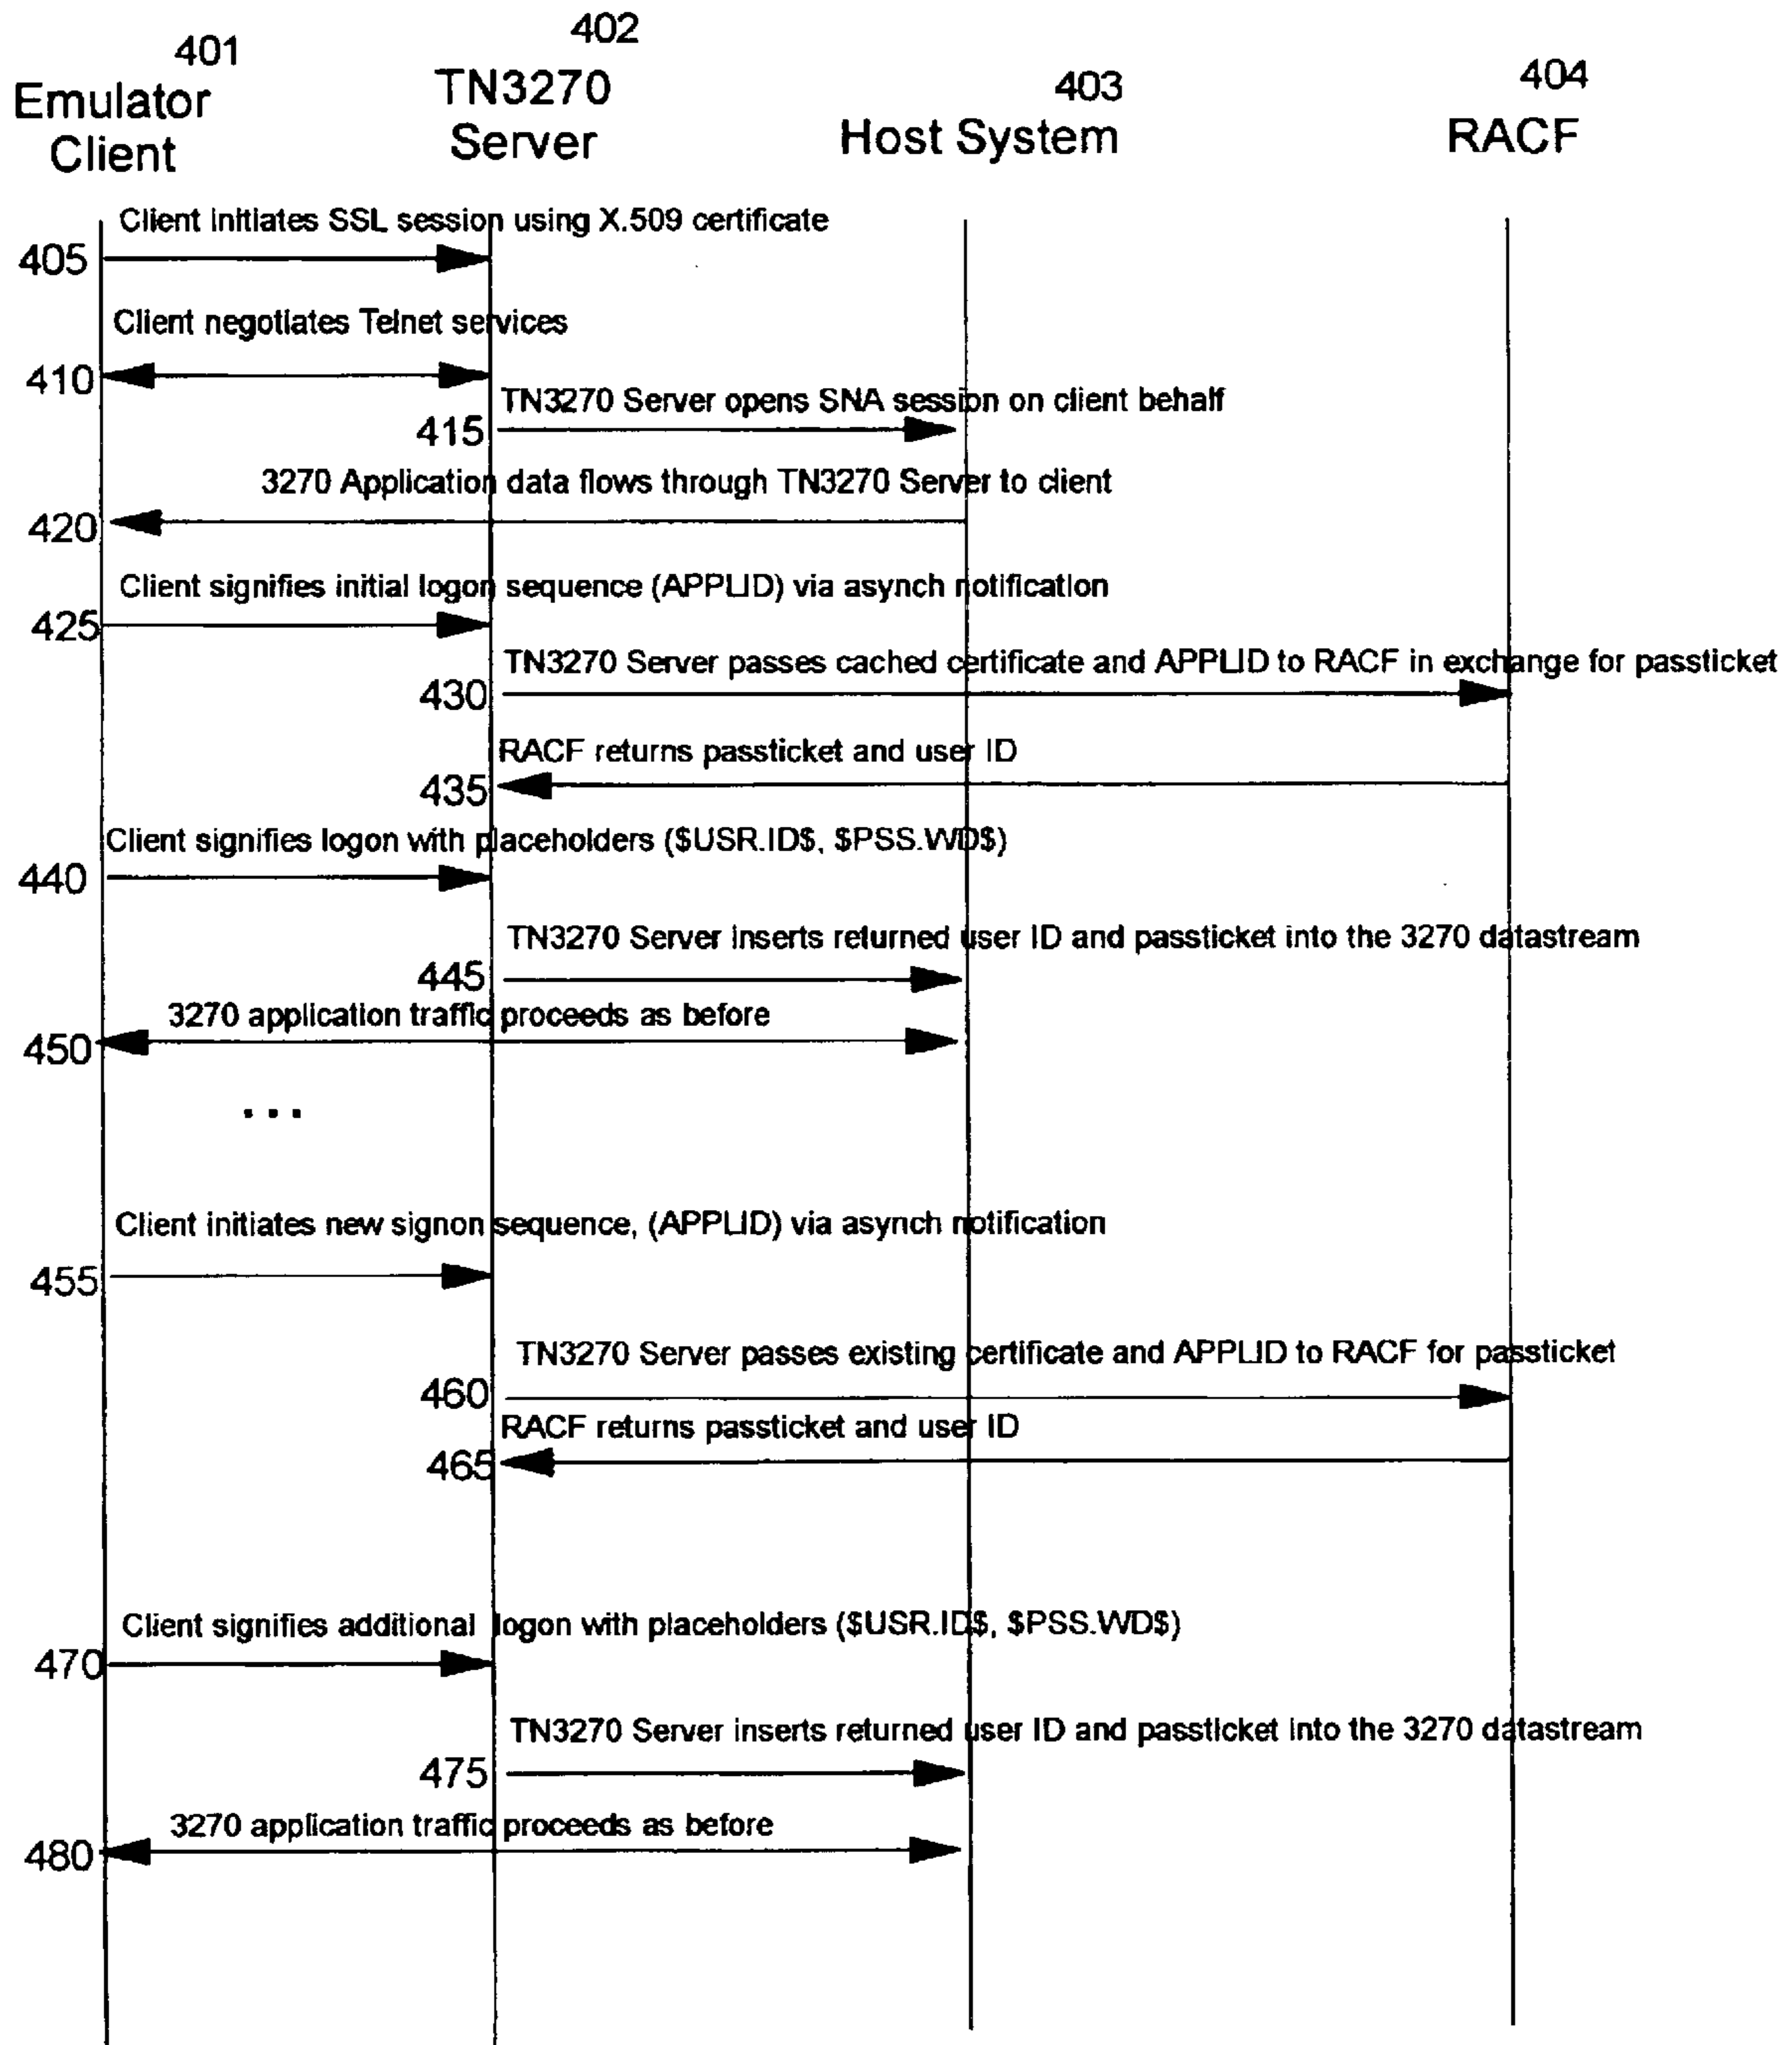 401
Emulator
Client
402
TN3270
Server
403
Host System
404
RACF
Client initiates SSL session using X.509 certificate
405
Client negotiates Telnet services
410
TN3270 Server opens SNA session on client behalf
415
3270 Application data flows through TN3270 Server to client
420
Client signifies initial logon sequence (APPLID) via asynch notification
425
TN3270 Server passes cached certificate and APPLID to RACF in exchange for passticket
430
RACF returns passticket and user ID
435
Client signifies logon with placeholders ($USR.ID$, $PSS.WD$)
440
TN3270 Server inserts returned user ID and passticket into the 3270 datastream
445
3270 application traffic proceeds as before
450
...
Client initiates new signon sequence, (APPLID) via asynch notification
455
TN3270 Server passes existing certificate and APPLID to RACF for passticket
460
RACF returns passticket and user ID
465
Client signifies additional logon with placeholders ($USR.ID$, $PSS.WD$)
470
TN3270 Server inserts returned user ID and passticket into the 3270 datastream
475
3270 application traffic proceeds as before
480